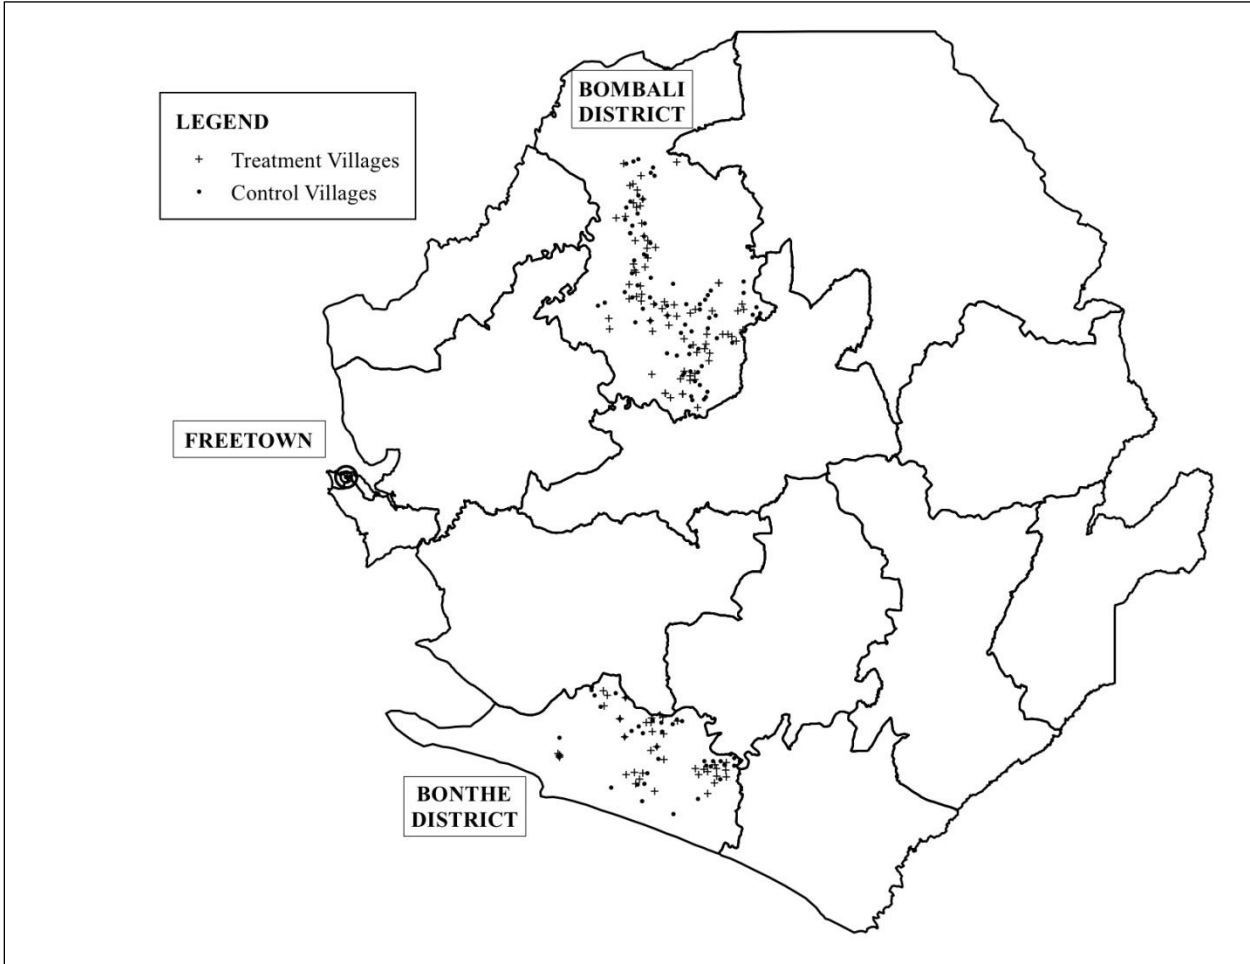 BOMBALI
DISTRICT
LEGEND
Treatment Villages
Control Villages
FREETOWN
BONTHE
DISTRICT